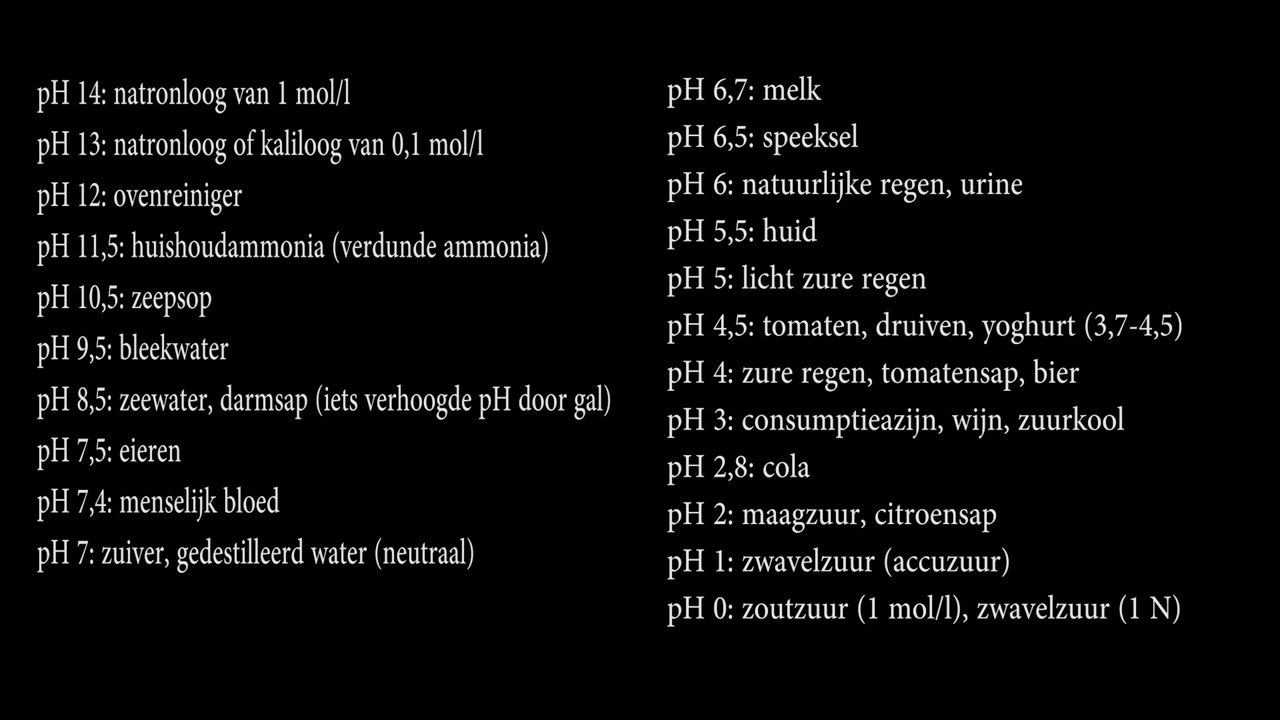 pH 14: natronloog van 1 mol/l
pH 13: natronloog of kaliloog van 0,1 mol/l
pH 12: ovenreiniger
pH 11,5: huishoudammonia (verdunde ammonia)
pH 10,5: zeepsop
pH 9,5: bleekwater
pH 8,5: zeewater, darmsap (iets verhoogde pH door gal)
pH 7,5: eieren
pH 7,4: menselijk bloed
pH 7: zuiver, gedestilleerd water (neutraal)
pH 6,7: melk
pH 6,5: speeksel
pH 6: natuurlijke regen, urine
pH 5,5: huid
pH 5: licht zure regen
pH 4,5: tomaten, druiven, yoghurt (3,7-4,5)
pH 4: zure regen, tomatensap, bier
pH 3: consumptieazijn, wijn, zuurkool
pH 2,8: cola
pH 2: maagzuur, citroensap
pH 1: zwavelzuur (accuzuur)
pH 0: zoutzuur (1 mol/l), zwavelzuur (1 N)